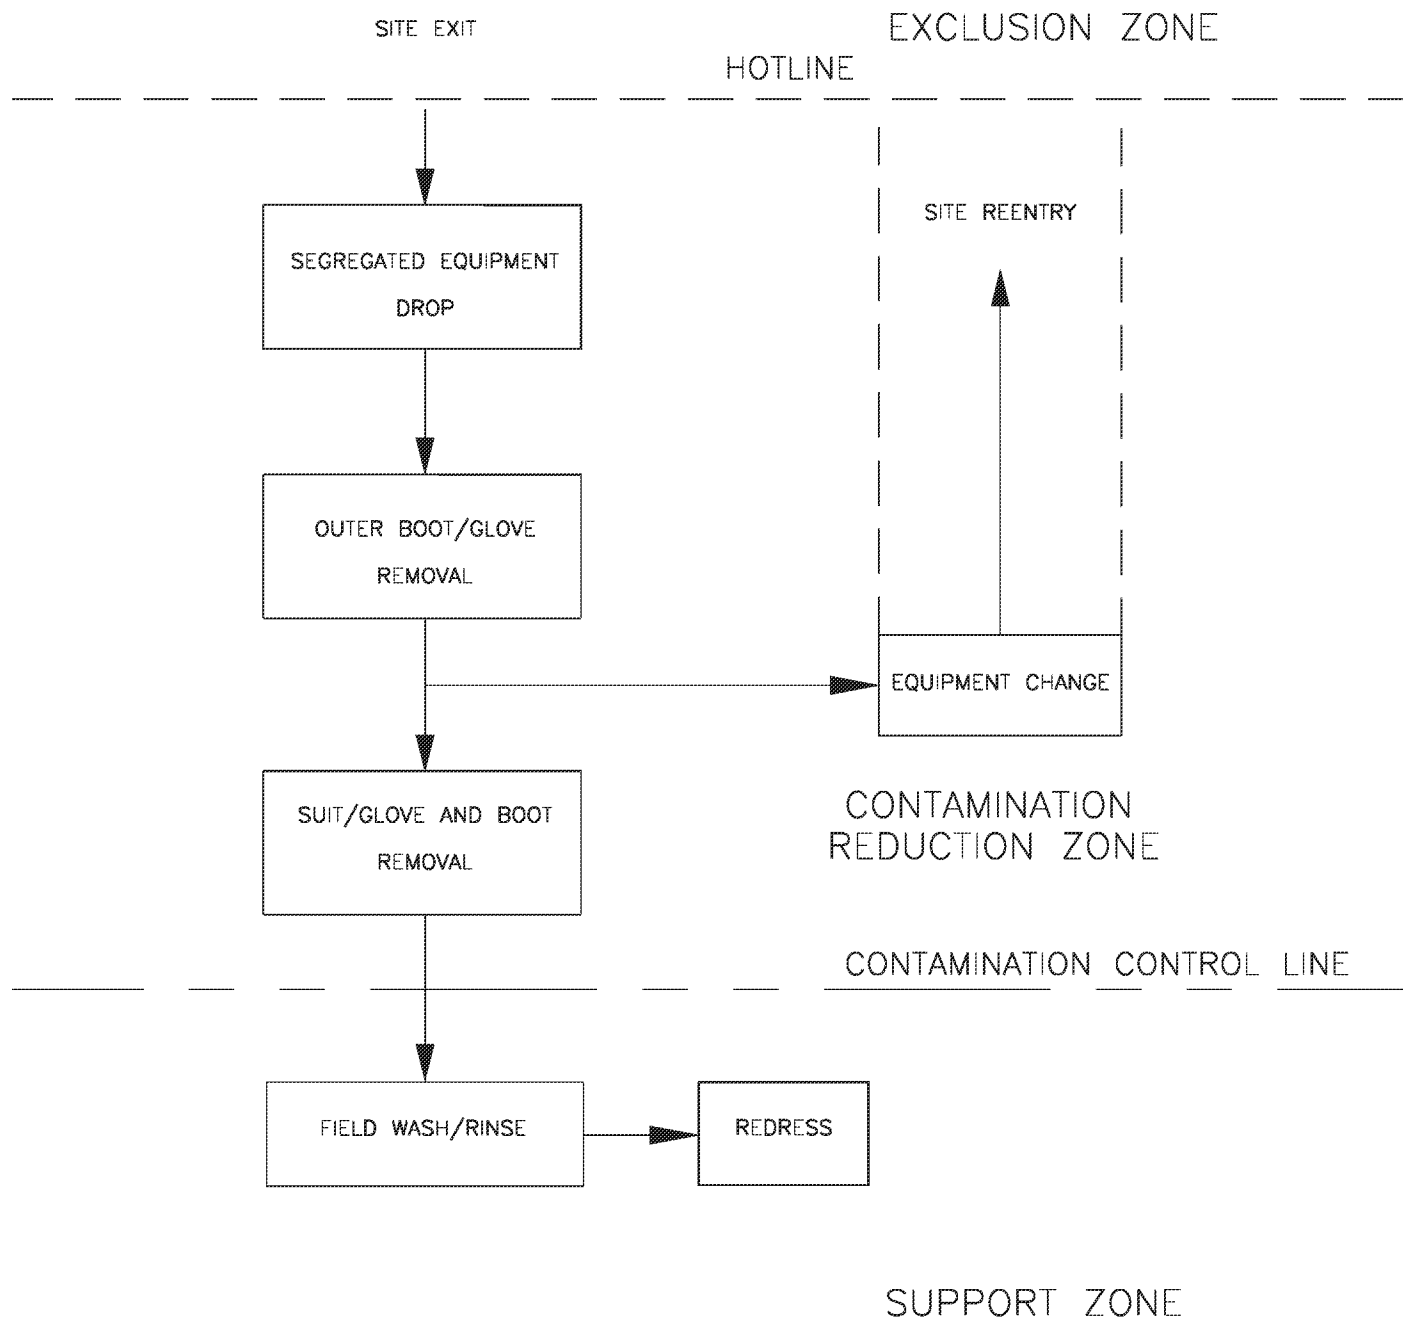 SITE EXIT
EXCLUSION ZONE
HOTLINE
SITE REENTRY
SEGREGATED EQUIPMENT
DROP
OUTER BOOT/GLOVE
REMOVAL
EQUIPMENT CHANGE
SUIT/GLOVE AND BOOT
REMOVAL
CONTAMINATION
REDUCTION ZONE
CONTAMINATION CONTROL LINE
FIELD WASH/RINSE
REDRESS
SUPPORT ZONE